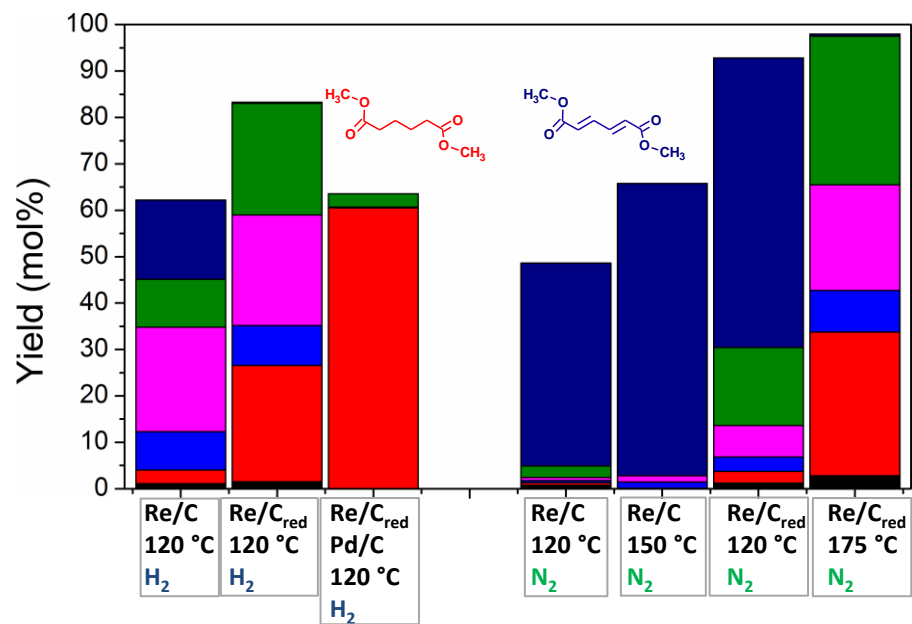 Yield (mol%)
100
90
80
70
60
50
40
30
20
10
0
H₃C
O
O
O
O
CH₃
H₃C
O
O
O
O
CH₃
Re/C
120 °C
H₂
Re/Cred
120 °C
H₂
Re/Cred
Pd/C
120 °C
H₂
Re/C
120 °C
N₂
Re/C
150 °C
N₂
Re/Cred
120 °C
N₂
Re/Cred
175 °C
N₂